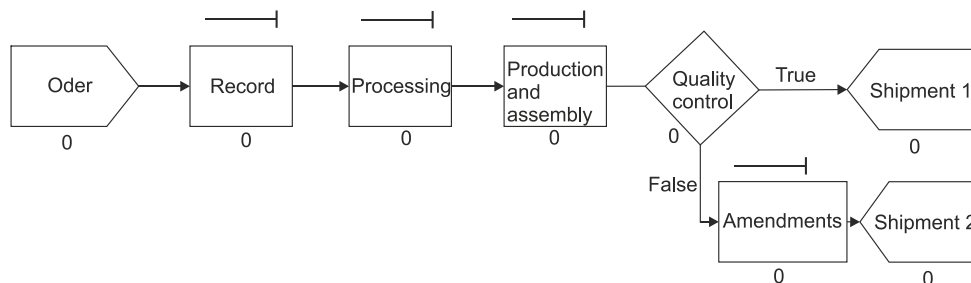 Oder
0
Record
0
Processing
0
Production
and
assembly
0
Quality
control
0
True
Shipment 1
0
False
Amendments
0
Shipment 2
0